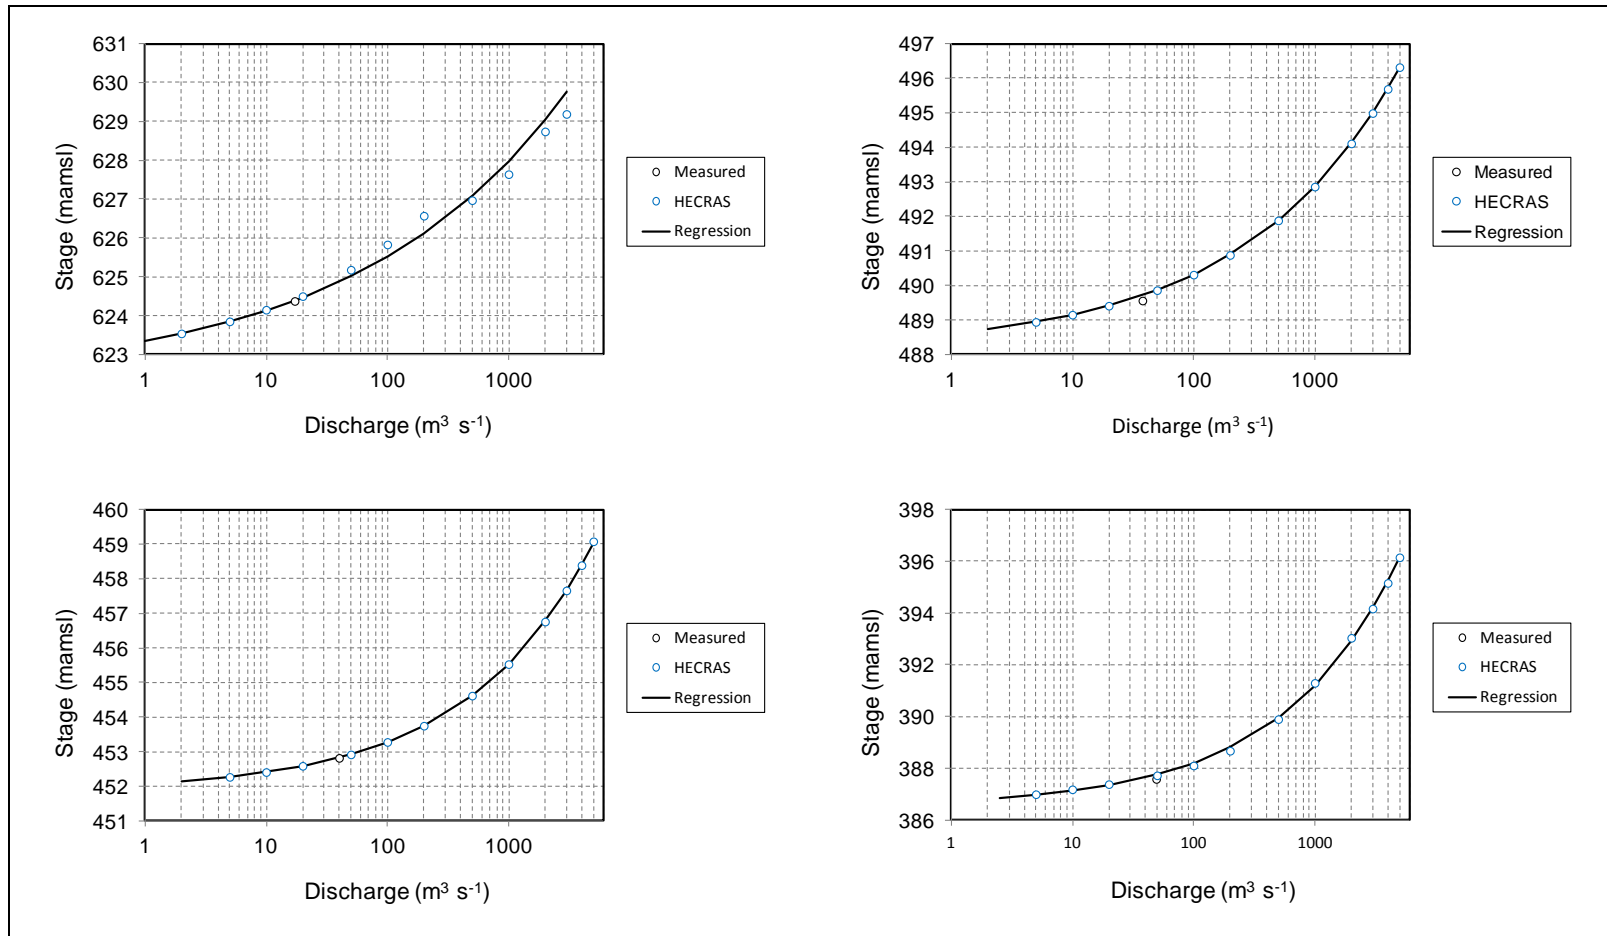 631
630
629
628
627
626
625
624
623
Stage (mamsl)
1 10 100 1000
Discharge (m³ s⁻¹)
Measured
HECRAS
Regression
497
496
495
494
493
492
491
490
489
488
Stage (mamsl)
1 10 100 1000
Discharge (m³ s⁻¹)
Measured
HECRAS
Regression
460
459
458
457
456
455
454
453
452
451
Stage (mamsl)
1 10 100 1000
Discharge (m³ s⁻¹)
Measured
HECRAS
Regression
398
396
394
392
390
388
386
Stage (mamsl)
1 10 100 1000
Discharge (m³ s⁻¹)
Measured
HECRAS
Regression